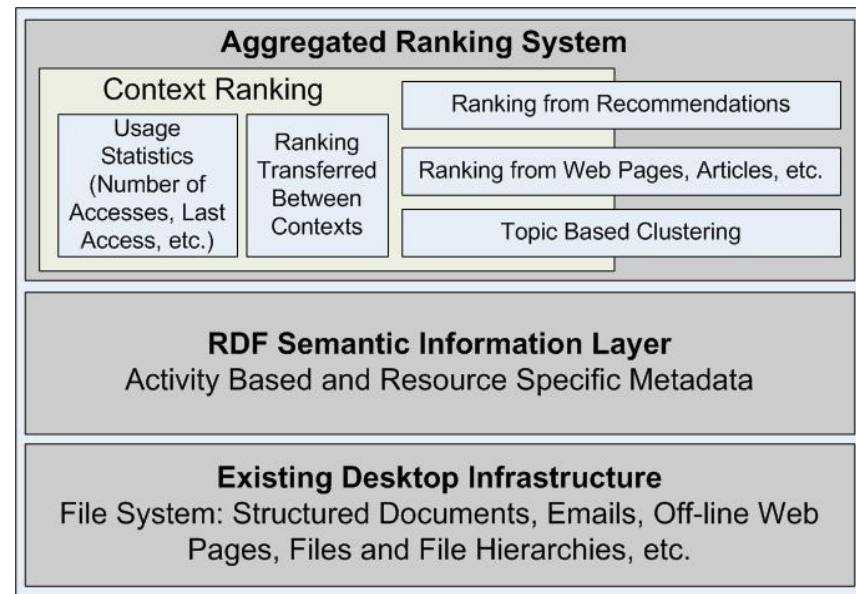 Aggregated Ranking System
Context Ranking
Usage
Statistics
(Number of
Accesses, Last
Access, etc.)
Ranking
Transferred
Between
Contexts
Ranking from Recommendations
Ranking from Web Pages, Articles, etc.
Topic Based Clustering
RDF Semantic Information Layer
Activity Based and Resource Specific Metadata
Existing Desktop Infrastructure
File System: Structured Documents, Emails, Off-line Web
Pages, Files and File Hierarchies, etc.